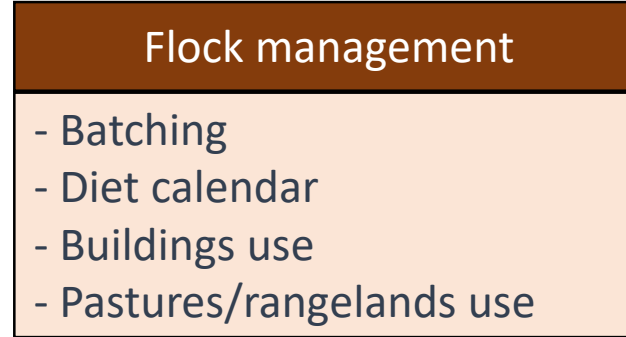 Flock management
- Batching
- Diet calendar
- Buildings use
- Pastures/rangelands use